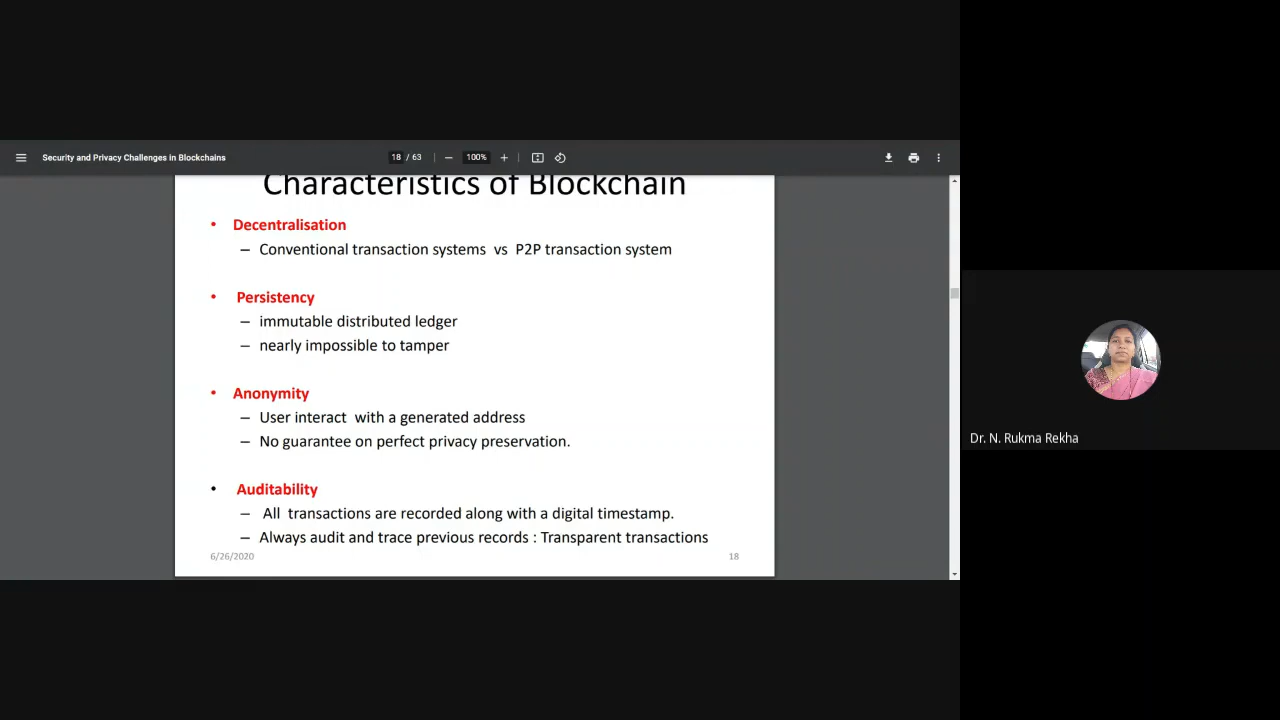 Security and Privacy Challenges in Blockchains
18 / 63
100%
Characteristics of Blockchain
• Decentralisation
– Conventional transaction systems vs P2P transaction system
• Persistency
– immutable distributed ledger
– nearly impossible to tamper
• Anonymity
– User interact with a generated address
– No guarantee on perfect privacy preservation.
• Auditability
– All transactions are recorded along with a digital timestamp.
– Always audit and trace previous records : Transparent transactions
6/26/2020
18
Dr. N. Rukma Rekha